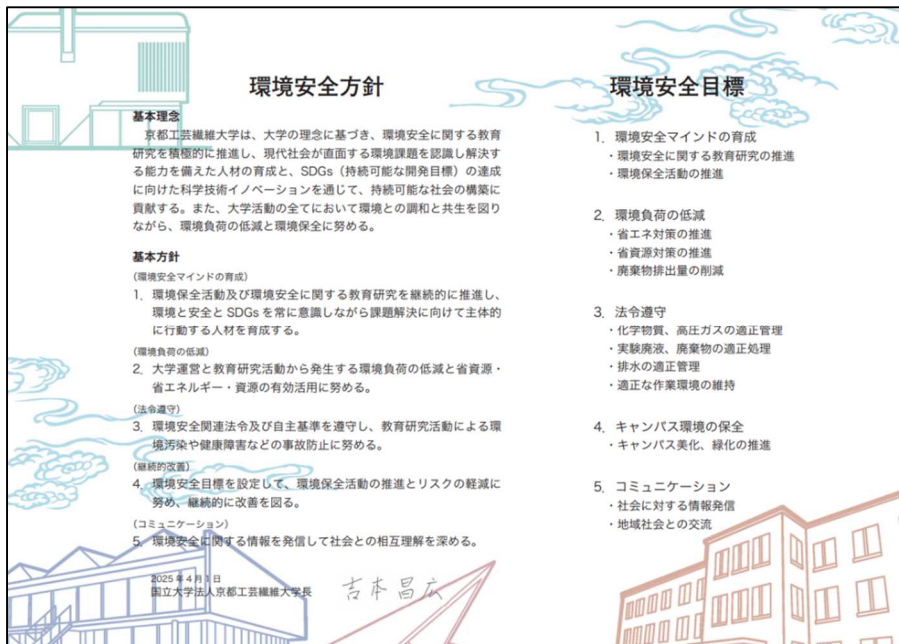 環境安全方針
基本理念
京都工芸繊維大学は、大学の理念に基づき、環境安全に関する教育
研究を積極的に推進し、現代社会が直面する環境課題を認識し解決す
る能力を備えた人材の育成と、SDGs（持続可能な開発目標）の達成
に向けた科学技術イノベーションを通じて、持続可能な社会の構築に
貢献する。また、大学活動の全てにおいて環境との調和と共生を図り
ながら、環境負荷の低減と環境保全に努める。
基本方針
（環境安全マインドの育成）
1．環境保全活動及び環境安全に関する教育研究を継続的に推進し、
環境と安全と SDGs を常に意識しながら課題解決に向けて主体的
に行動する人材を育成する。
（環境負荷の低減）
2．大学運営と教育研究活動から発生する環境負荷の低減と省資源・
省エネルギー・資源の有効活用に努める。
（法令遵守）
3．環境安全関連法令及び自主基準を遵守し、教育研究活動による環
境汚染や健康障害などの事故防止に努める。
（継続的改善）
4．環境安全目標を設定して、環境保全活動の推進とリスクの軽減に
努め、継続的に改善を図る。
（コミュニケーション）
5．環境安全に関する情報を発信して社会との相互理解を深める。
2025年4月1日
国立大学法人京都工芸繊維大学長 吉本昌広
環境安全目標
1．環境安全マインドの育成
・環境安全に関する教育研究の推進
・環境保全活動の推進
2．環境負荷の低減
・省エネ対策の推進
・省資源対策の推進
・廃棄物排出量の削減
3．法令遵守
・化学物質、高圧ガスの適正管理
・実験廃液、廃棄物の適正処理
・排水の適正管理
・適正な作業環境の維持
4．キャンパス環境の保全
・キャンパス美化、緑化の推進
5．コミュニケーション
・社会に対する情報発信
・地域社会との交流